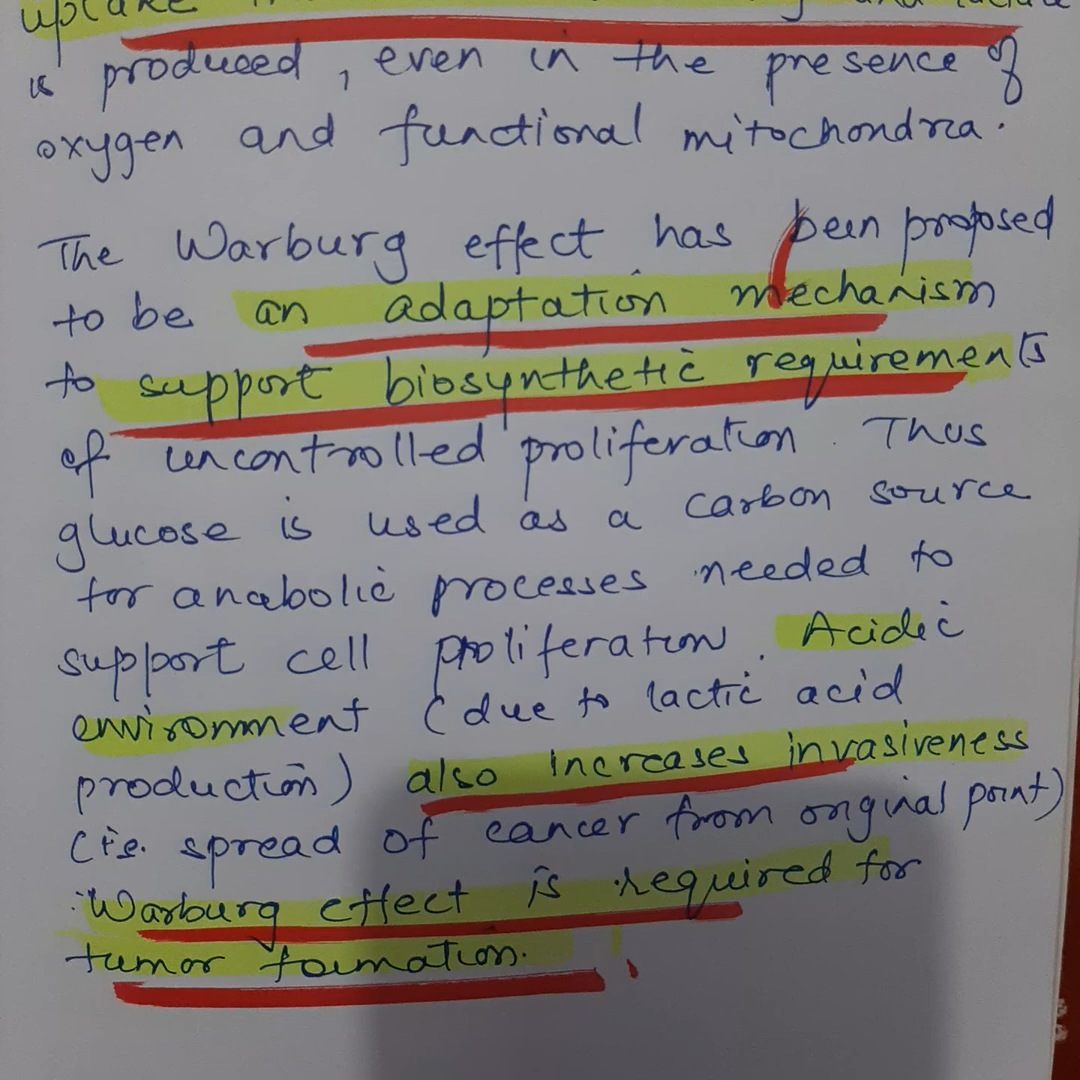 uptake
is produced, even in the presence of
oxygen and functional mitochondria.
The Warburg effect has been proposed
to be an adaptation mechanism
to support biosynthetic requirements
of uncontrolled proliferation. Thus
glucose is used as a carbon source
for anabolic processes needed to
support cell proliferation. Acidic
environment (due to lactic acid
production) also increases invasiveness
(i.e. spread of cancer from original point)
Warburg effect is required for
tumor formation.